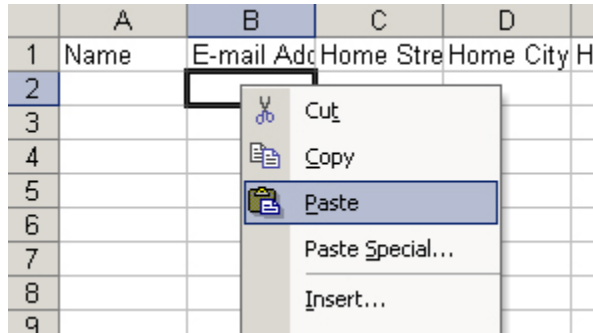 A B C D
1 Name E-mail Add Home Stre Home City H
2
3 Cut
4 Copy
5
6 Paste
7 Paste Special...
8 Insert...
9